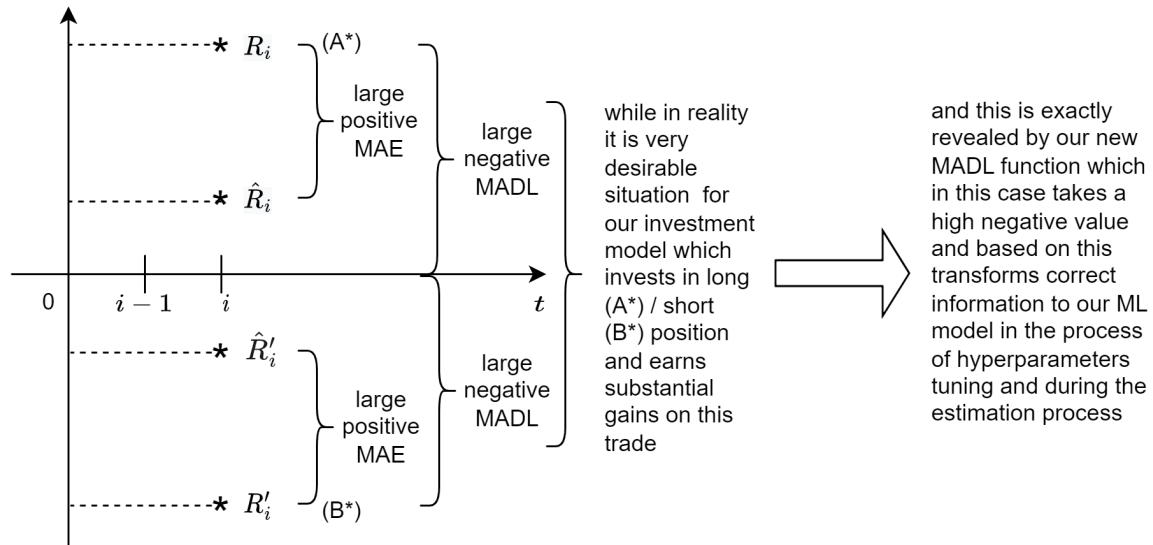 R_i
(A*)
large
positive
MAE
R̂_i
large
negative
MADL
0
i − 1
i
t
R̂′_i
large
positive
MAE
R′_i
(B*)
large
negative
MADL
while in reality
it is very
desirable
situation for
our investment
model which
invests in long
(A*) / short
(B*) position
and earns
substantial
gains on this
trade
and this is exactly
revealed by our new
MADL function which
in this case takes a
high negative value
and based on this
transforms correct
information to our ML
model in the process
of hyperparameters
tuning and during the
estimation process